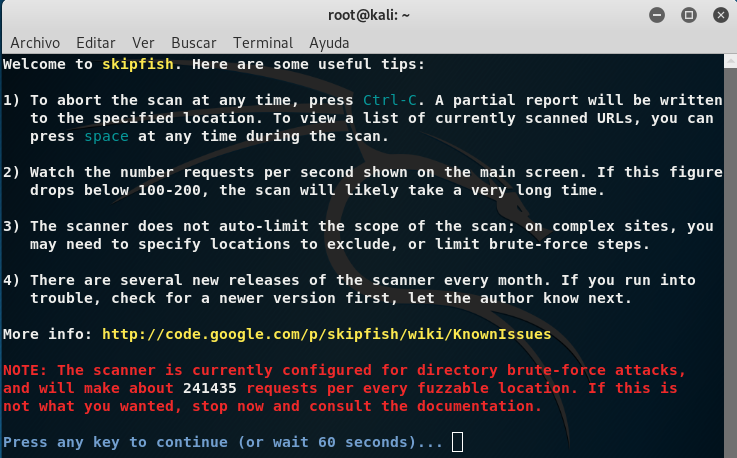 root@kali: ~
Archivo Editar Ver Buscar Terminal Ayuda
Welcome to skipfish. Here are some useful tips:
1) To abort the scan at any time, press Ctrl-C. A partial report will be written
to the specified location. To view a list of currently scanned URLs, you can
press space at any time during the scan.
2) Watch the number requests per second shown on the main screen. If this figure
drops below 100-200, the scan will likely take a very long time.
3) The scanner does not auto-limit the scope of the scan; on complex sites, you
may need to specify locations to exclude, or limit brute-force steps.
4) There are several new releases of the scanner every month. If you run into
trouble, check for a newer version first, let the author know next.
More info: http://code.google.com/p/skipfish/wiki/KnownIssues
NOTE: The scanner is currently configured for directory brute-force attacks,
and will make about 241435 requests per every fuzzable location. If this is
not what you wanted, stop now and consult the documentation.
Press any key to continue (or wait 60 seconds)...